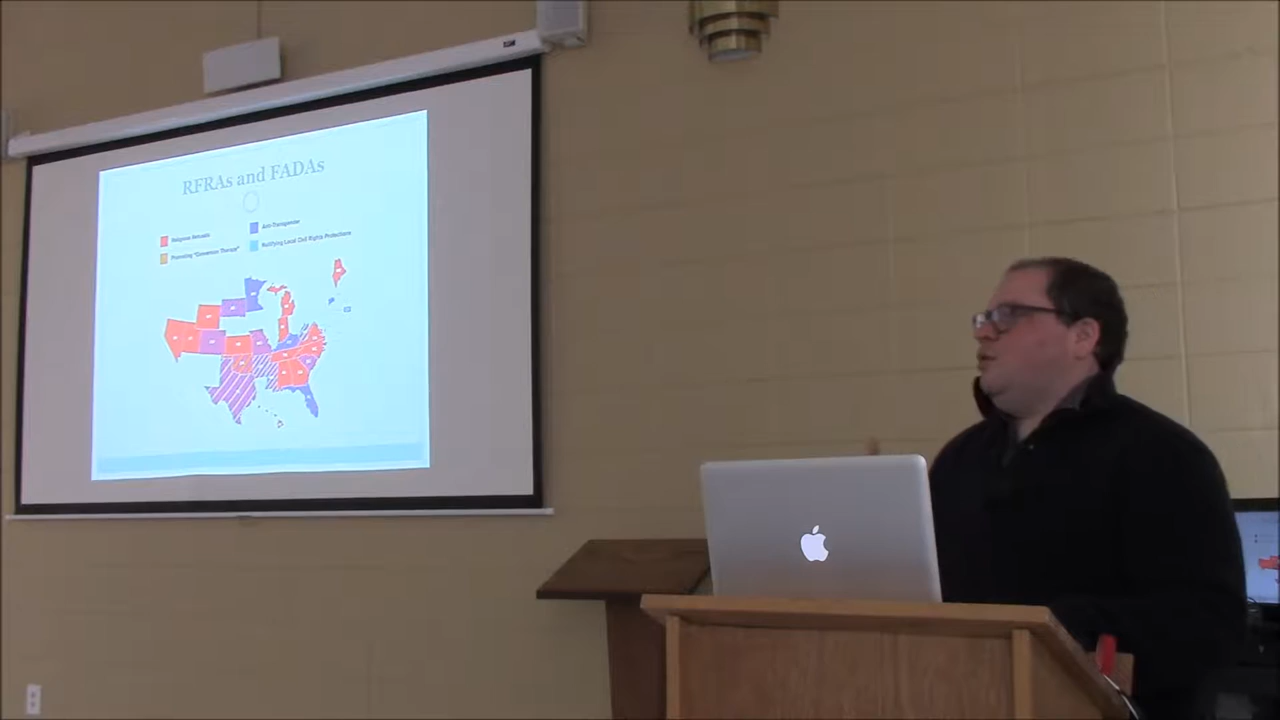 RFRAs and FADAs
Religious Refusals
Anti-Transgender
Promoting "Conversion Therapy"
Nullifying Local Civil Rights Protections